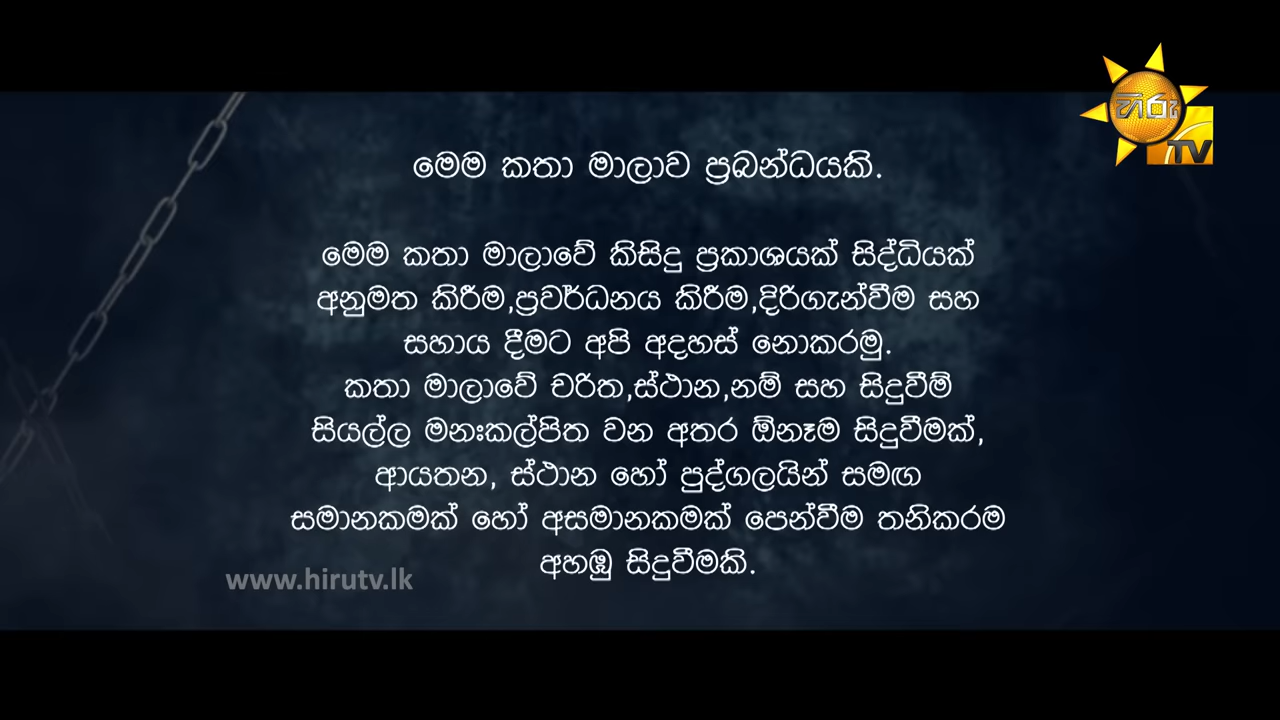 හිරු
TV
මෙම කතා මාලාව ප්‍රබන්ධයකි.
මෙම කතා මාලාවේ කිසිදු ප්‍රකාශයක් සිද්ධියක්
අනුමත කිරීම,ප්‍රවර්ධනය කිරීම,දිරිගැන්වීම සහ
සහාය දීමට අපි අදහස් නොකරමු.
කතා මාලාවේ චරිත,ස්ථාන,නම් සහ සිදුවීම්
සියල්ල මනඃකල්පිත වන අතර ඕනෑම සිදුවීමක්,
ආයතන, ස්ථාන හෝ පුද්ගලයින් සමඟ
සමානකමක් හෝ අසමානකමක් පෙන්වීම තනිකරම
අහඹු සිදුවීමකි.
www.hirutv.lk